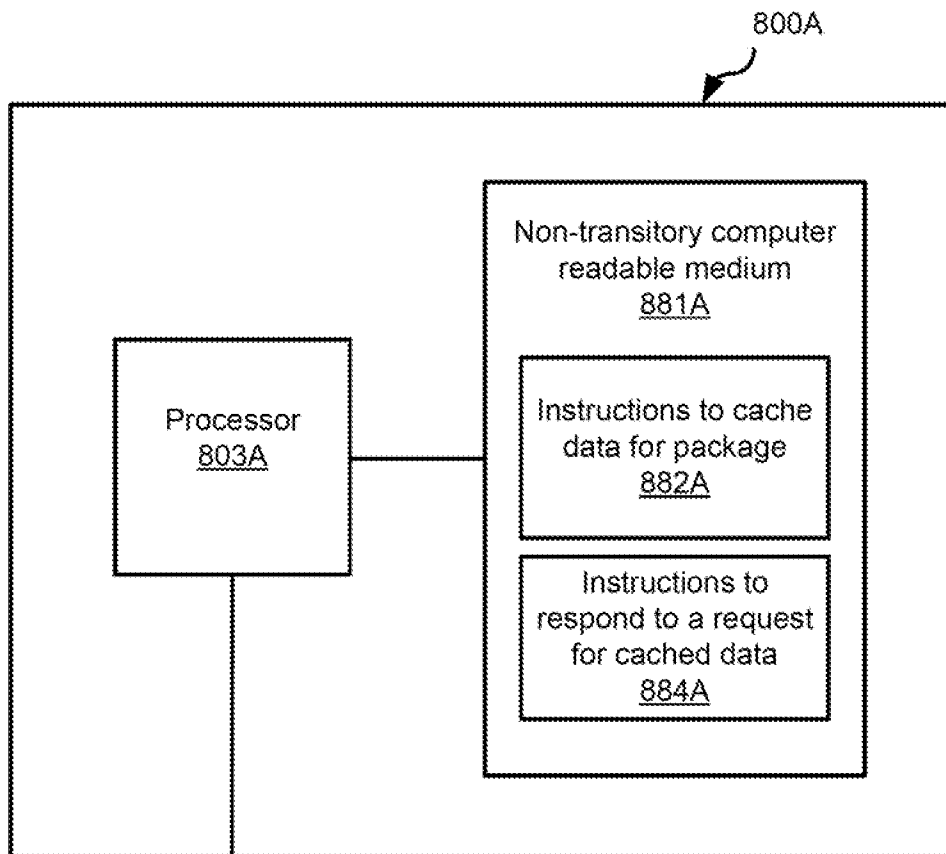 800A
Non-transitory computer
readable medium
881A
Processor
803A
Instructions to cache
data for package
882A
Instructions to
respond to a request
for cached data
884A